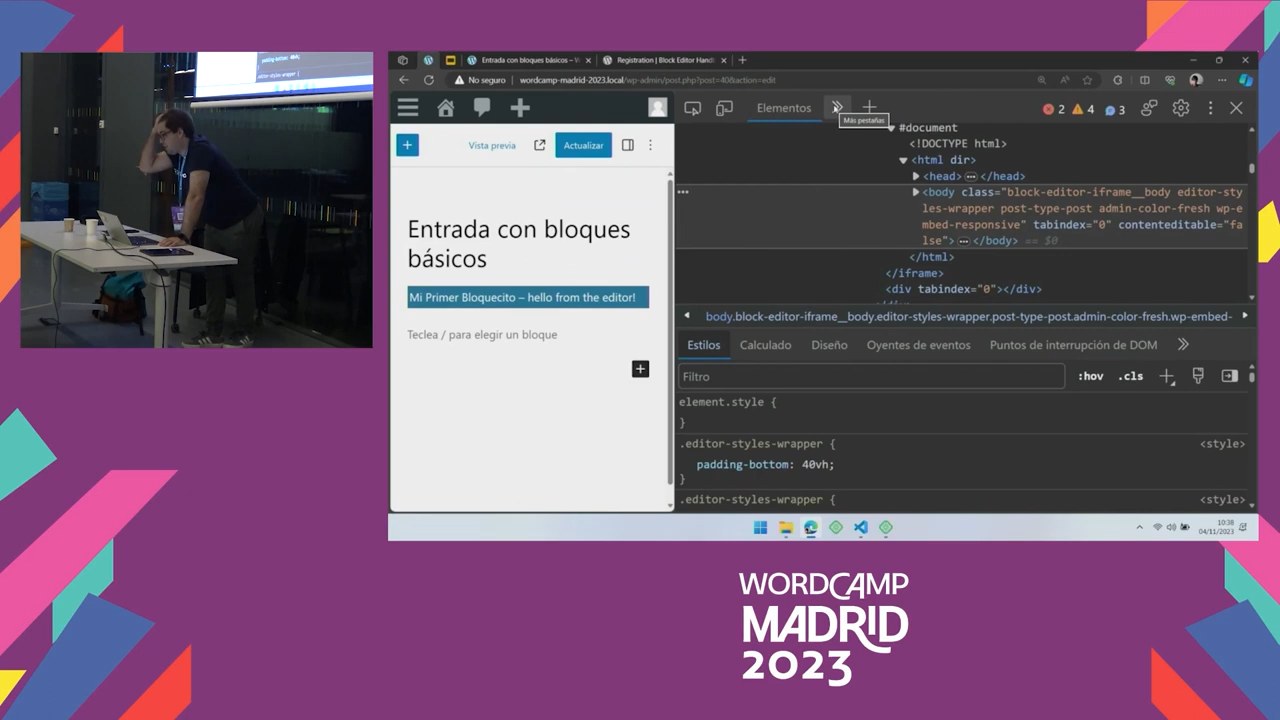 padding-bottom: 40vh;
Entrada con bloques básicos – V
Registration | Block Editor Handb
No seguro
wordcamp-madrid-2023.local/wp-admin/post.php?post=40&action=edit
Elementos
2
4
3
Más pestañas
Vista previa
Actualizar
#document
<!DOCTYPE html>
<html dir>
<head> ••• </head>
•••
<body class="block-editor-iframe__body editor-sty
les-wrapper post-type-post admin-color-fresh wp-e
mbed-responsive" tabindex="0" contenteditable="fa
lse"> ••• </body> == $0
</html>
</iframe>
<div tabindex="0"></div>
Entrada con bloques
básicos
Mi Primer Bloquecito – hello from the editor!
Teclea / para elegir un bloque
body.block-editor-iframe__body.editor-styles-wrapper.post-type-post.admin-color-fresh.wp-embed-
Estilos
Calculado
Diseño
Oyentes de eventos
Puntos de interrupción de DOM
Filtro
:hov
.cls
element.style {
}
.editor-styles-wrapper {
<style>
padding-bottom: 40vh;
}
.editor-styles-wrapper {
<style>
10:38
04/11/2023
WORDCAMP
MADRID
2023